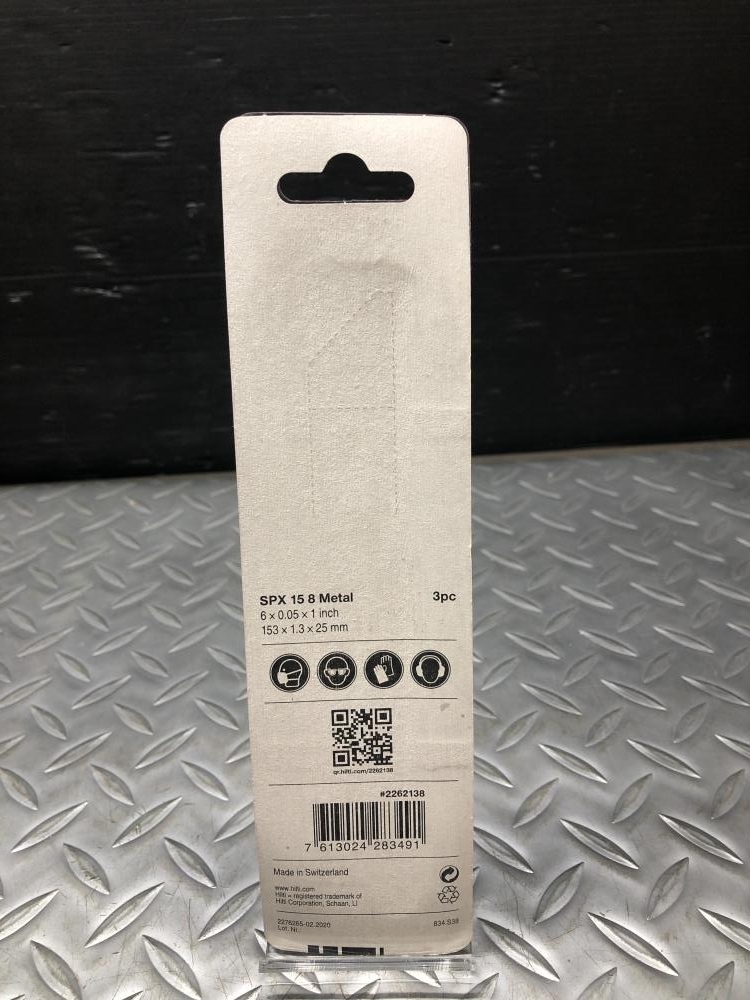 SPX 15 8 Metal 3pc
6 x 0.05 x 1 inch
153 x 1.3 x 25 mm
qr.hilti.com/2262138
#2262138
7 613024 283491
Made in Switzerland
www.hilti.com
Hilti = registered trademark of
Hilti Corporation, Schaan, LI
2276265-02.2020 834.S38
Lot. Nr.